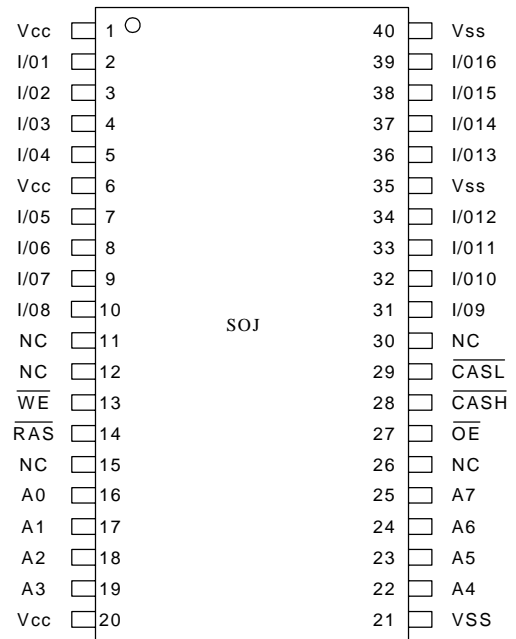 Vcc 1 40 Vss
I/01 2 39 I/016
I/02 3 38 I/015
I/03 4 37 I/014
I/04 5 36 I/013
Vcc 6 35 Vss
I/05 7 34 I/012
I/06 8 33 I/011
I/07 9 32 I/010
I/08 10 31 I/09
SOJ
NC 11 30 NC
NC 12 29 CASL
WE 13 28 CASH
RAS 14 27 OE
NC 15 26 NC
A0 16 25 A7
A1 17 24 A6
A2 18 23 A5
A3 19 22 A4
Vcc 20 21 VSS